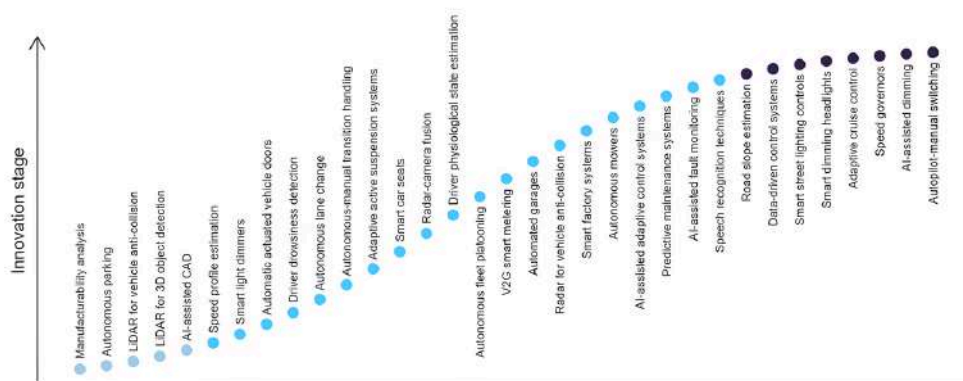 Innovation stage
Manufacturability analysis
Autonomous parking
LiDAR for vehicle anti-collision
LiDAR for 3D object detection
AI-assisted CAD
Speed profile estimation
Smart light dimmers
Automatic actuated vehicle doors
Driver drowsiness detection
Autonomous lane change
Autonomous-manual transition handling
Adaptive active suspension systems
Smart car seats
Radar-camera fusion
Driver physiological state estimation
Autonomous fleet platooning
V2G smart metering
Automated garages
Radar for vehicle anti-collision
Smart factory systems
Autonomous mowers
AI-assisted adaptive control systems
Predictive maintenance systems
AI-assisted fault monitoring
Speech recognition techniques
Road slope estimation
Data-driven control systems
Smart street lighting controls
Smart dimming headlights
Adaptive cruise control
Speed governors
AI-assisted dimming
Autopilot-manual switching